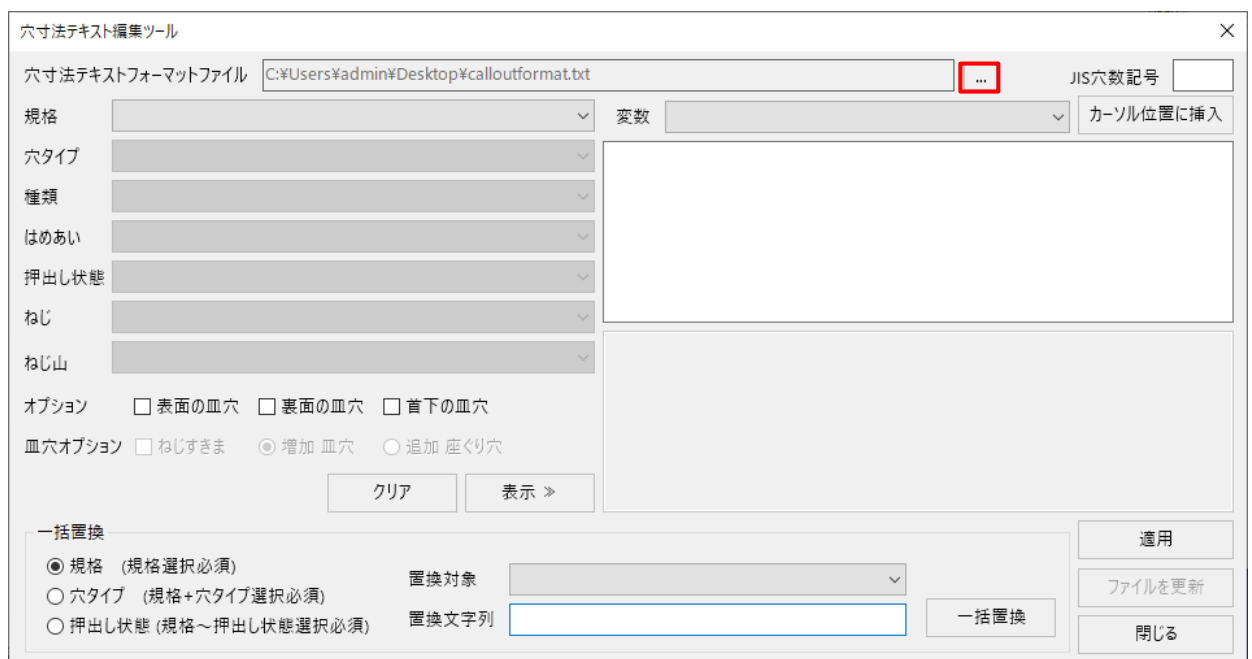 穴寸法テキスト編集ツール
穴寸法テキストフォーマットファイル C:¥Users¥admin¥Desktop¥calloutformat.txt ... JIS穴数記号
規格 変数 カーソル位置に挿入
穴タイプ
種類
はめあい
押出し状態
ねじ
ねじ山
オプション 表面の皿穴 裏面の皿穴 首下の皿穴
皿穴オプション ねじすきま 増加 皿穴 追加 座ぐり穴
クリア 表示 ≫
一括置換
規格 (規格選択必須)
穴タイプ (規格+穴タイプ選択必須)
押出し状態 (規格～押出し状態選択必須)
置換対象
置換文字列
一括置換
適用
ファイルを更新
閉じる